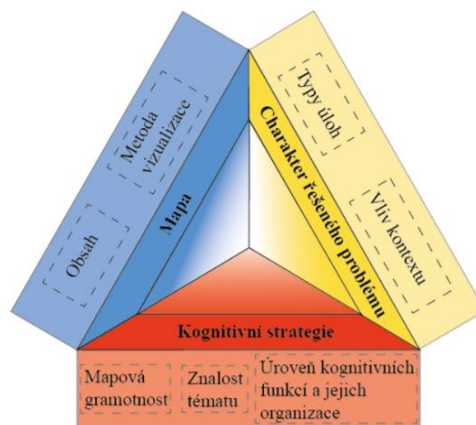 Metoda
vizualizace
Obsah
Mapa
Typy úloh
Vliv kontextu
Charakter řešeného problému
Kognitivní strategie
Mapová
gramotnost
Znalost
tématu
Úroveň kognitivních
funkcí a jejich
organizace